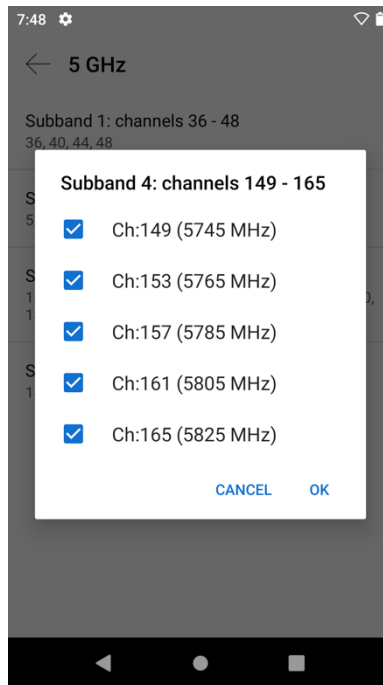 7:48
5 GHz
Subband 1: channels 36 - 48
36, 40, 44, 48
Subband 4: channels 149 - 165
Ch:149 (5745 MHz)
Ch:153 (5765 MHz)
Ch:157 (5785 MHz)
Ch:161 (5805 MHz)
Ch:165 (5825 MHz)
CANCEL OK